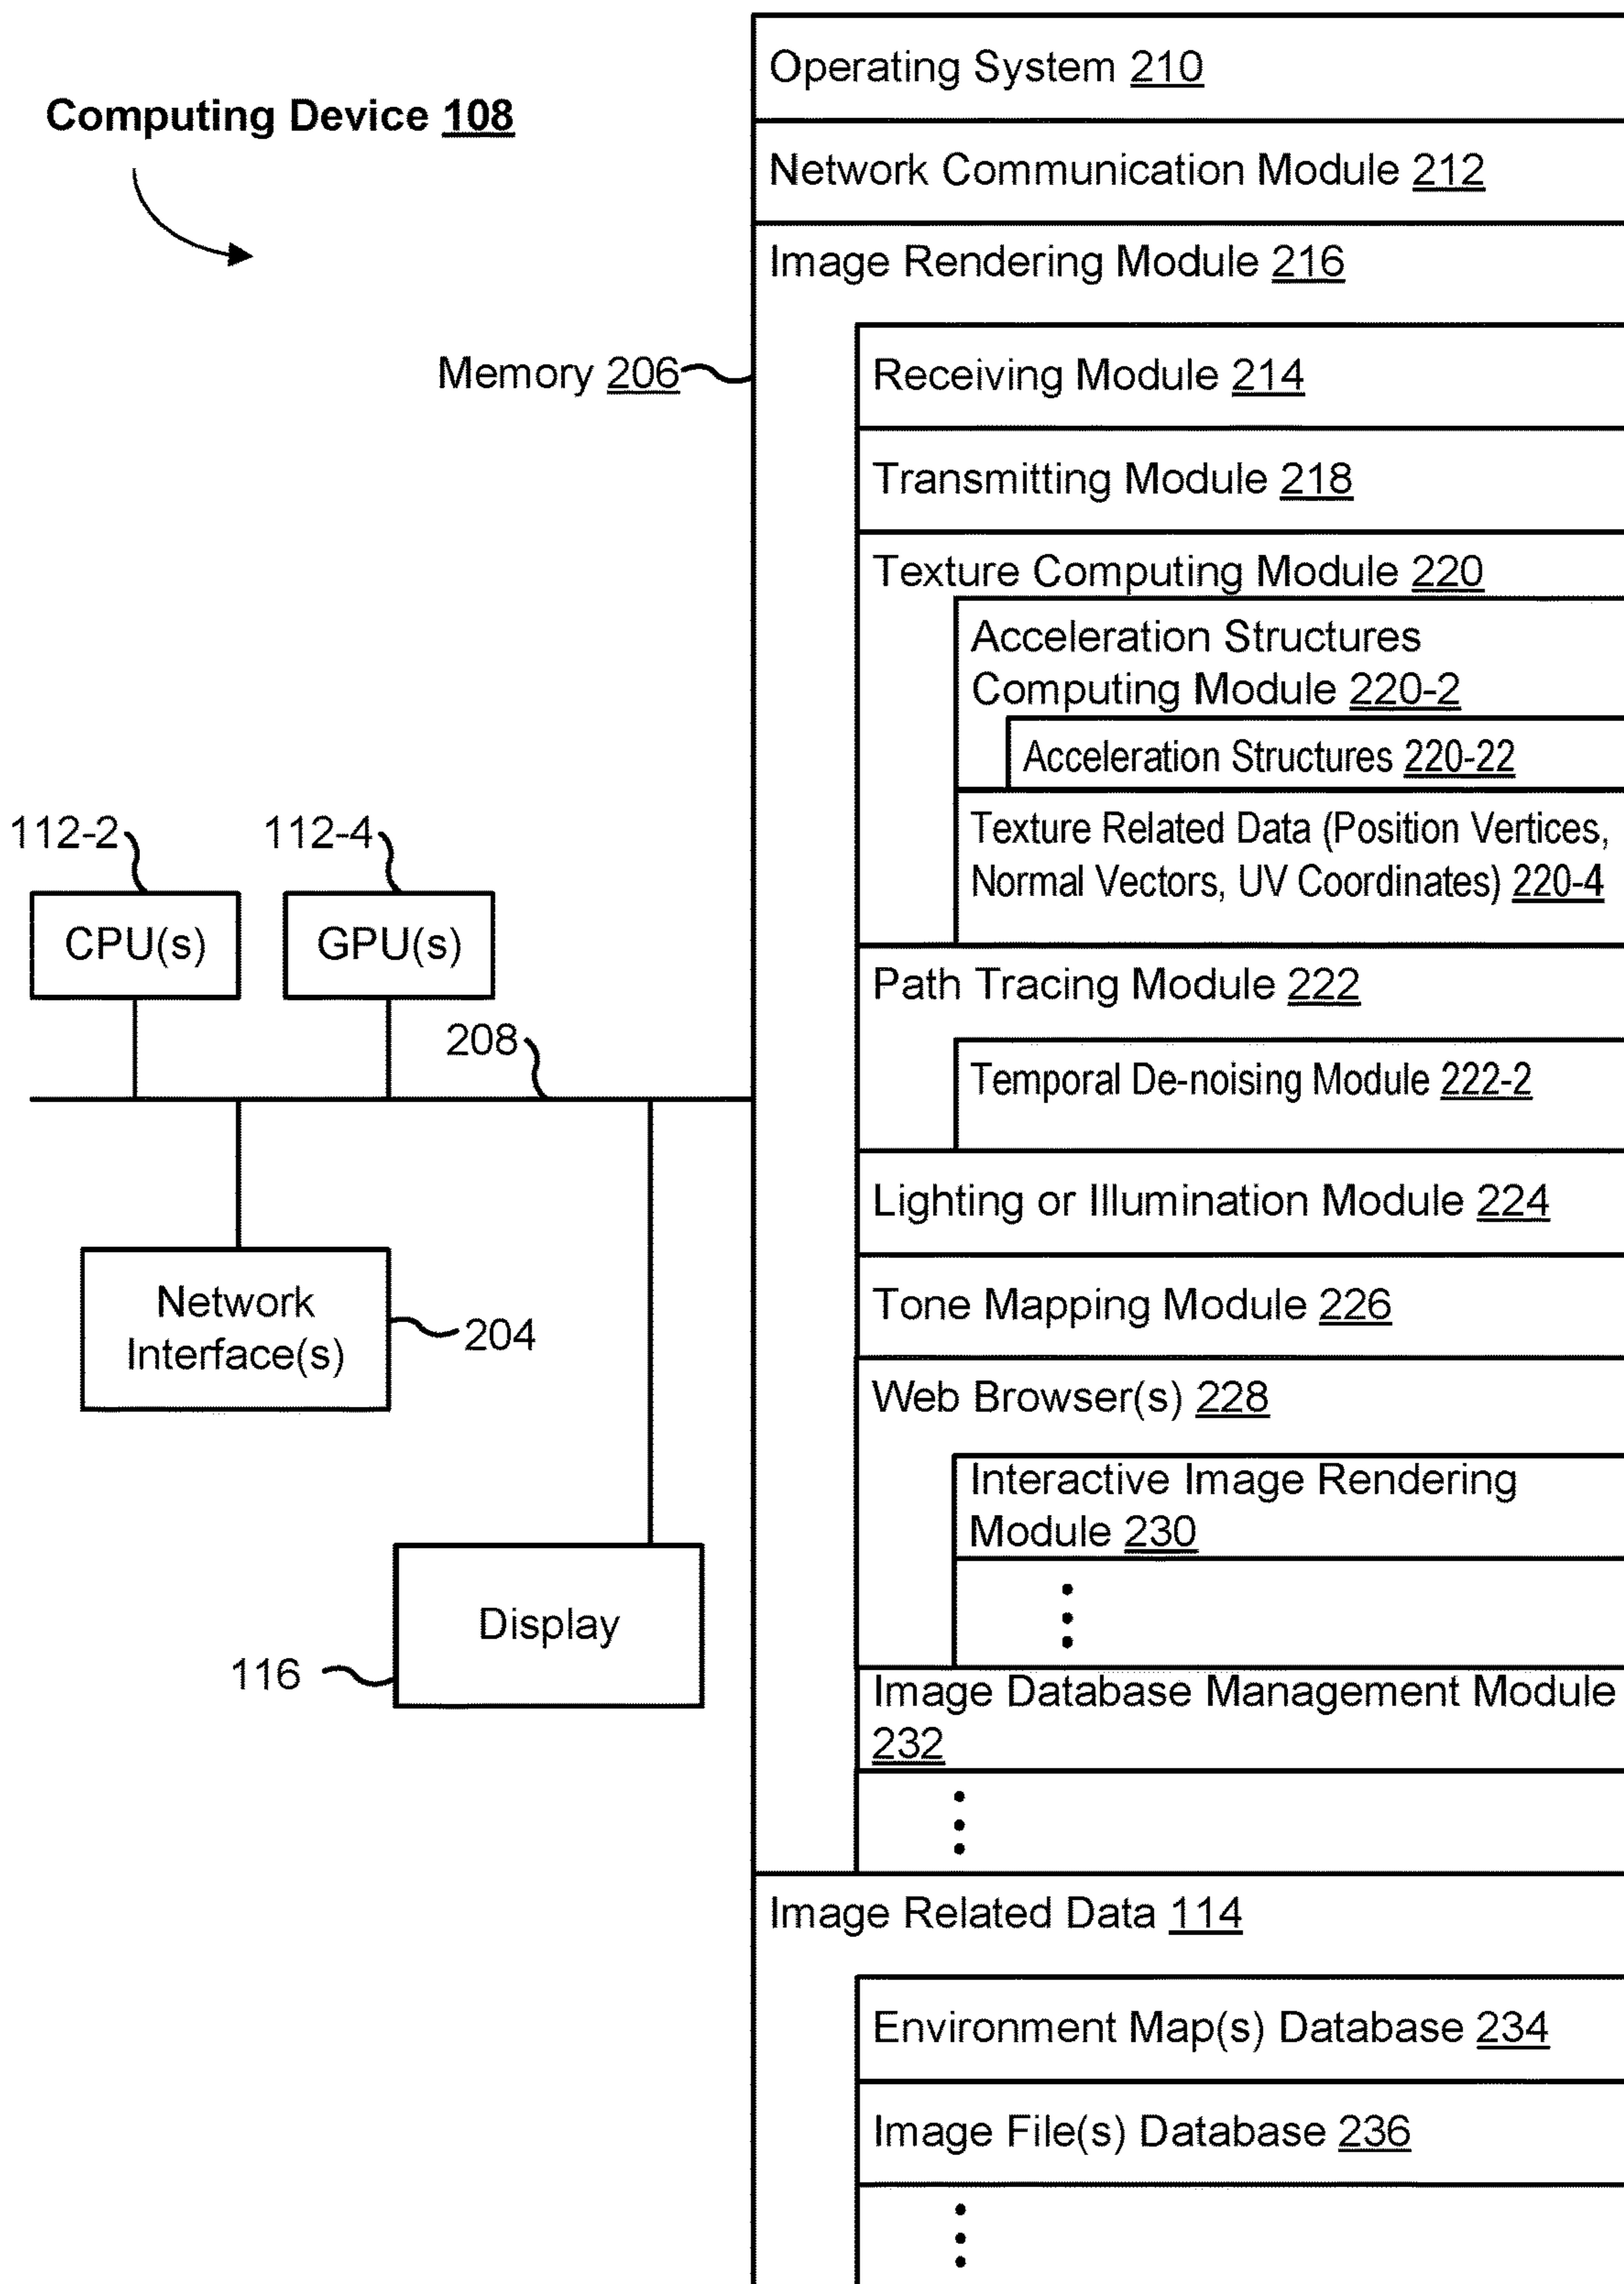 Computing Device 108
Operating System 210
Network Communication Module 212
Image Rendering Module 216
Memory 206
Receiving Module 214
Transmitting Module 218
Texture Computing Module 220
Acceleration Structures
Computing Module 220-2
Acceleration Structures 220-22
Texture Related Data (Position Vertices,
Normal Vectors, UV Coordinates) 220-4
Path Tracing Module 222
Temporal De-noising Module 222-2
Lighting or Illumination Module 224
Tone Mapping Module 226
Web Browser(s) 228
Interactive Image Rendering
Module 230
Image Database Management Module
232
Image Related Data 114
Environment Map(s) Database 234
Image File(s) Database 236
112-2
112-4
CPU(s)
GPU(s)
208
Network
Interface(s)
204
Display
116